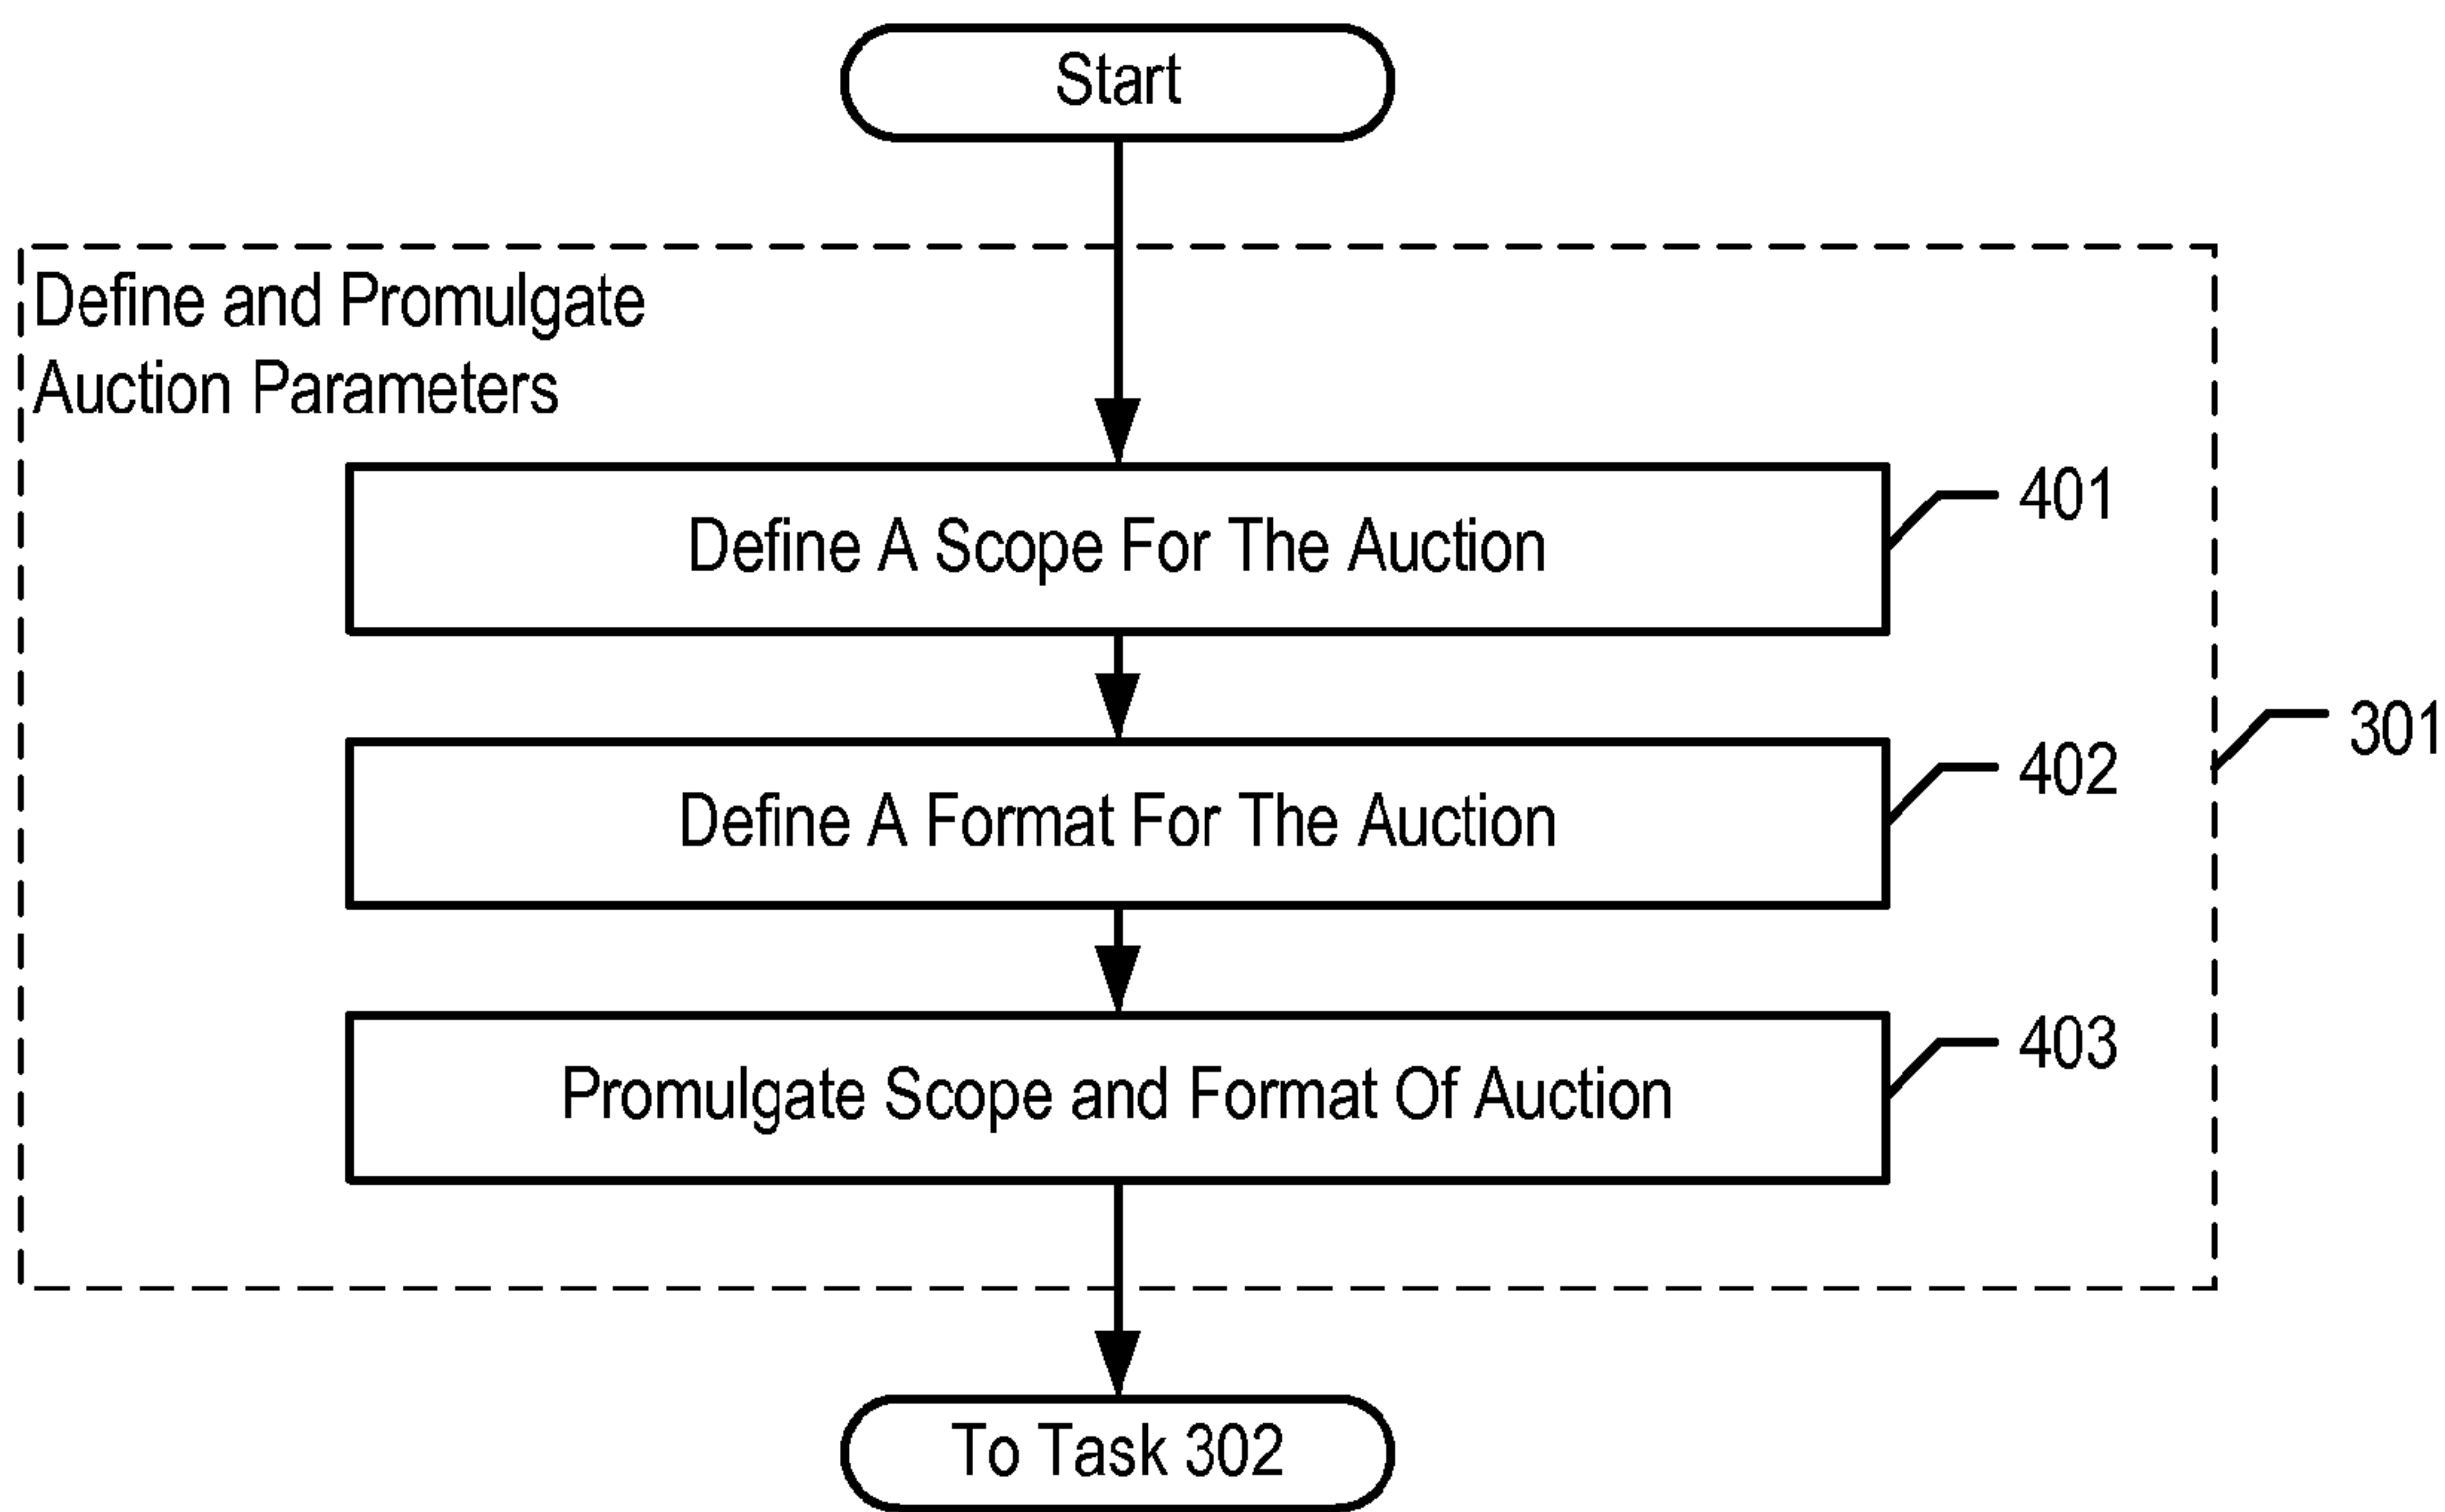 Start
Define and Promulgate
Auction Parameters
Define A Scope For The Auction
401
Define A Format For The Auction
402
301
Promulgate Scope and Format Of Auction
403
To Task 302